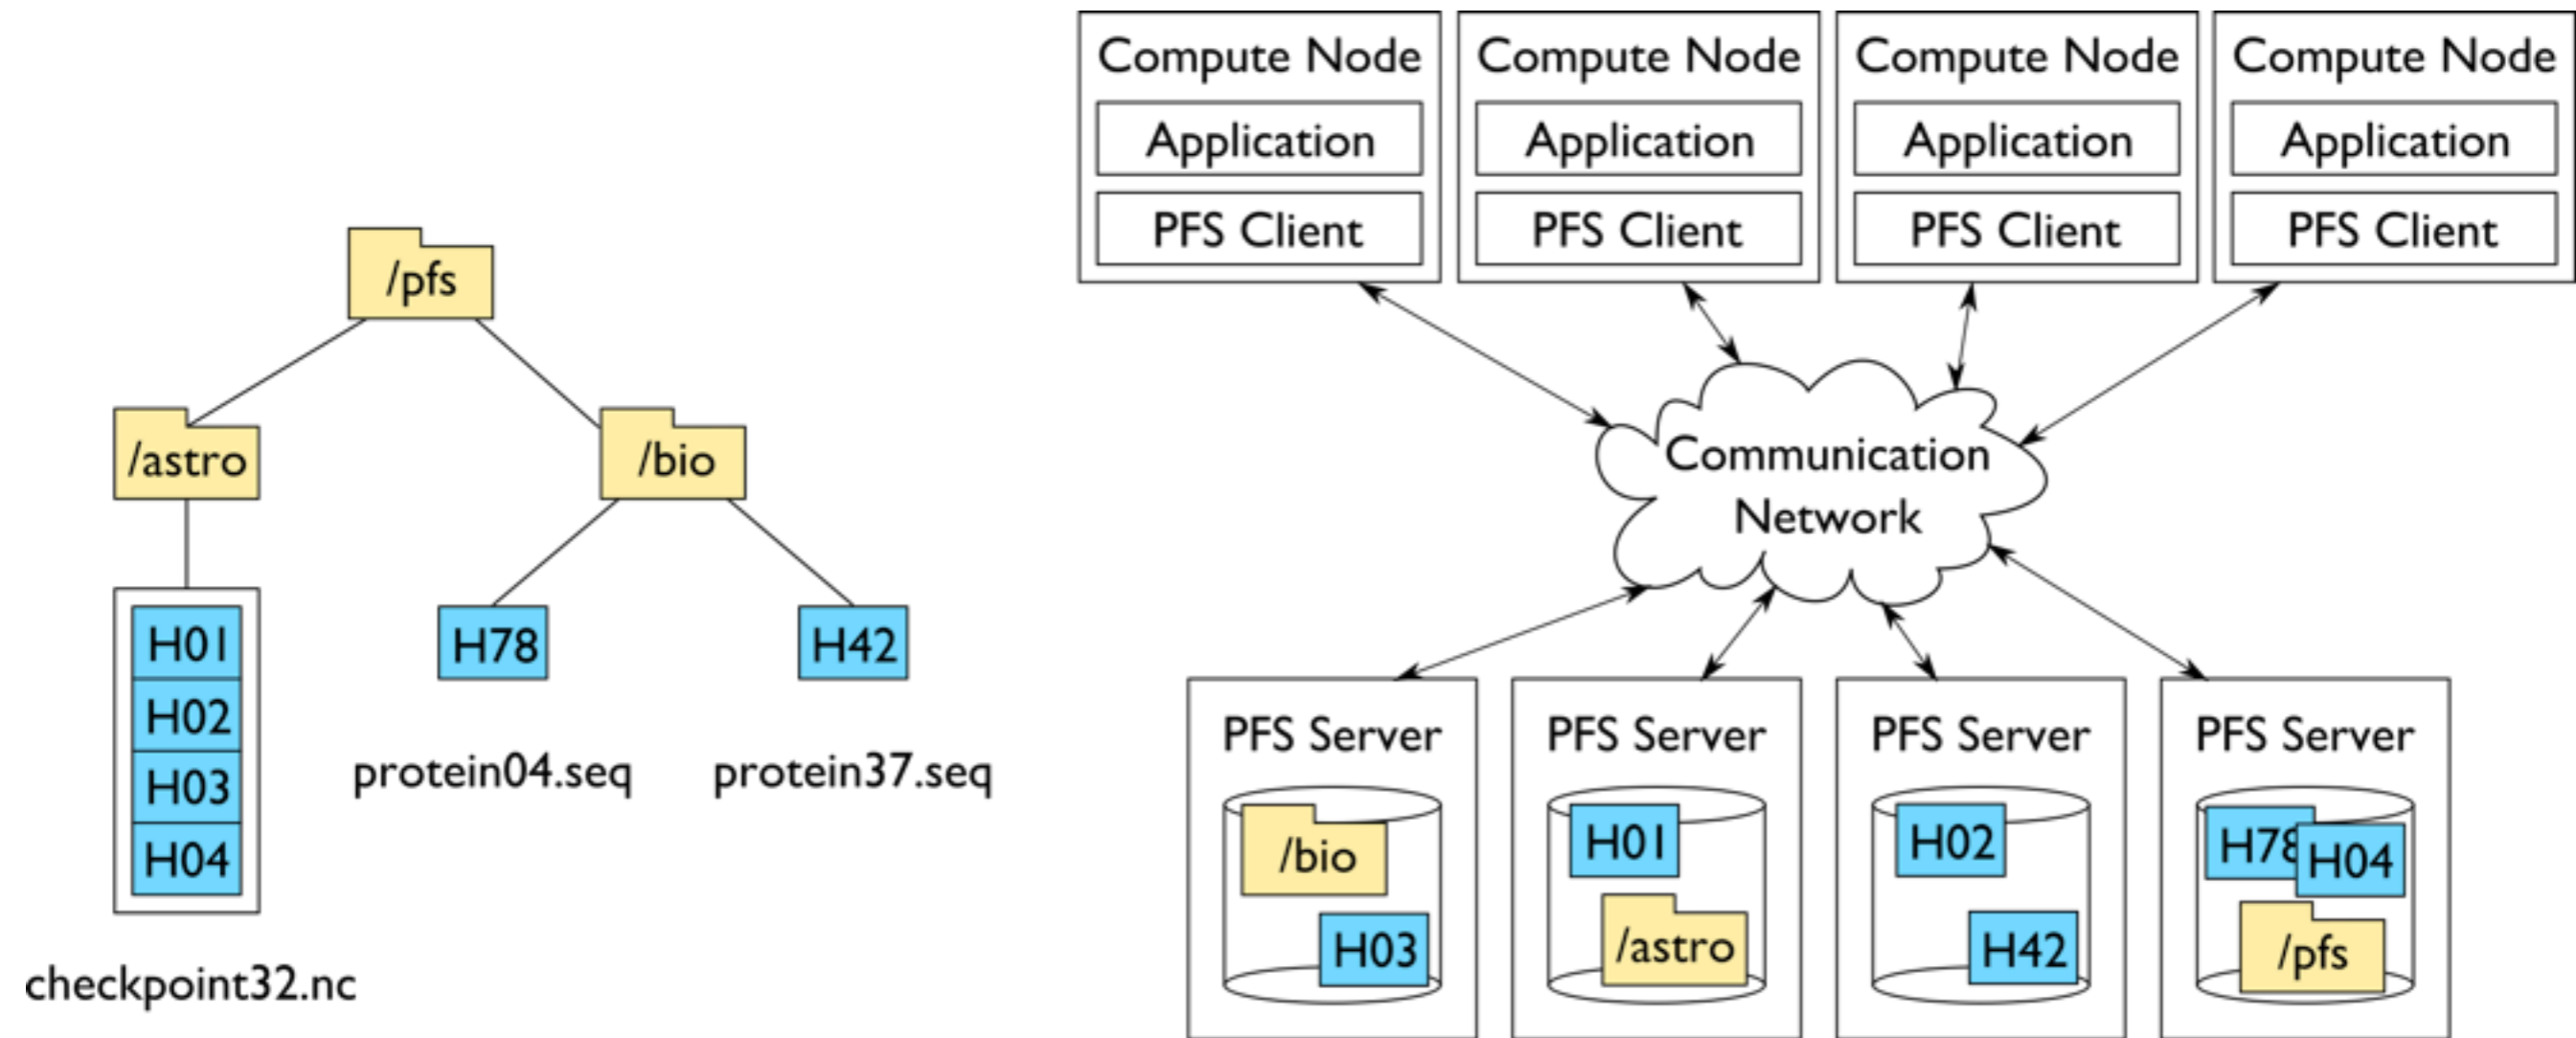 /pfs
/astro
/bio
H01
H02
H03
H04
H78
H42
protein04.seq
protein37.seq
checkpoint32.nc
Compute Node
Application
PFS Client
Compute Node
Application
PFS Client
Compute Node
Application
PFS Client
Compute Node
Application
PFS Client
Communication
Network
PFS Server
/bio
H03
PFS Server
H01
/astro
PFS Server
H02
H42
PFS Server
H78
H04
/pfs